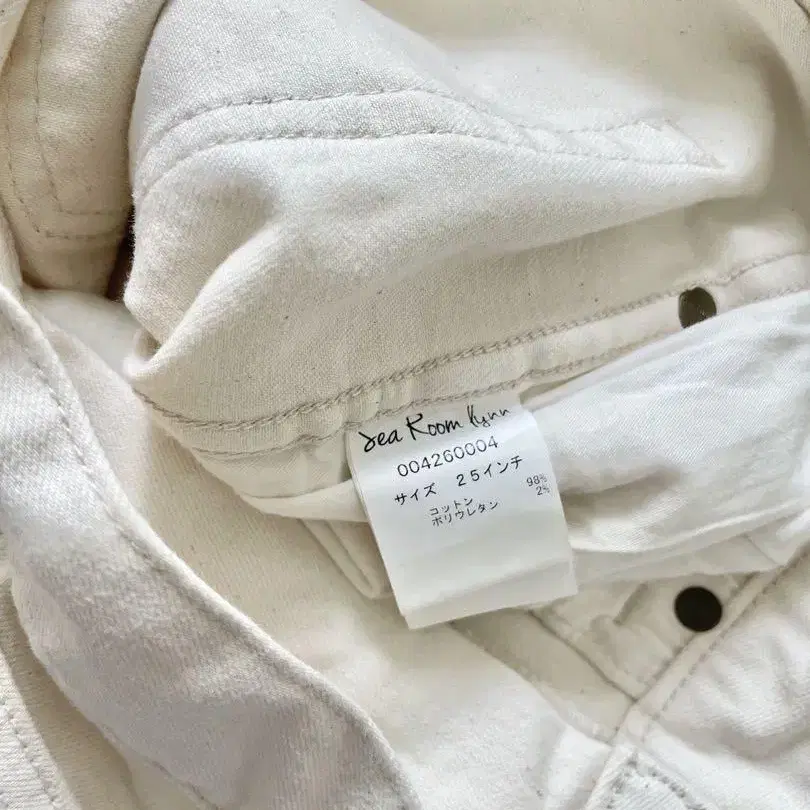 Sea Room lynn
004260004
サイズ 25インチ
コットン 98%
ポリウレタン 2%